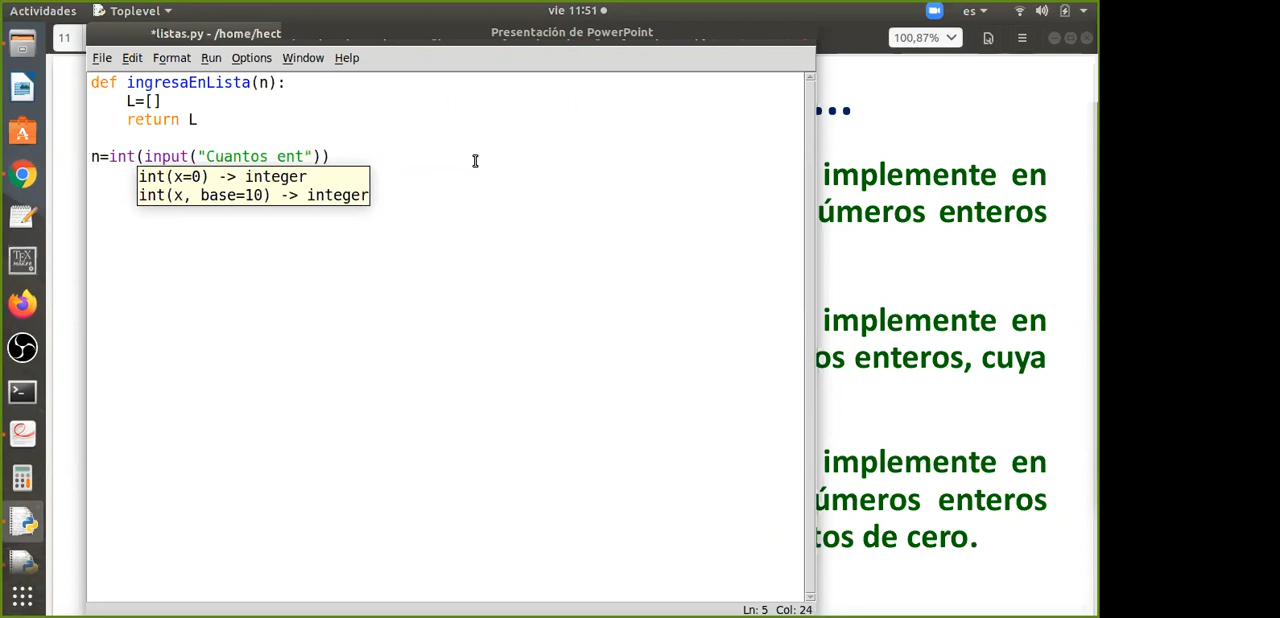 Actividades
Toplevel
vie 11:51
es
11
*listas.py - /home/hect
Presentación de PowerPoint
100,87%
File Edit Format Run Options Window Help
def ingresaEnLista(n):
L=[]
return L
n=int(input("Cuantos ent"))
int(x=0) -> integer
int(x, base=10) -> integer
...
implemente en
úmeros enteros
implemente en
os enteros, cuya
implemente en
úmeros enteros
tos de cero.
Ln: 5 Col: 24